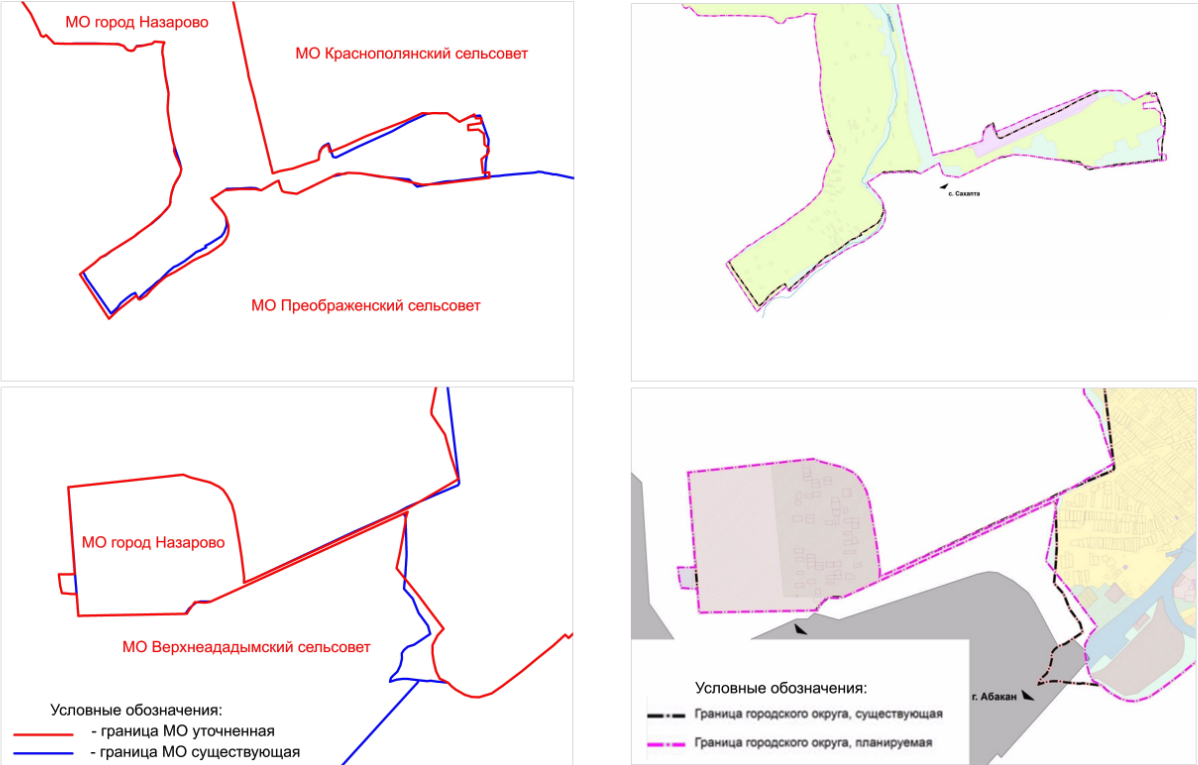 МО город Назарово
МО Краснополянский сельсовет
МО Преображенский сельсовет
с. Сахапта
МО город Назарово
МО Верхнеададымский сельсовет
Условные обозначения:
- граница МО уточненная
- граница МО существующая
г. Абакан
Условные обозначения:
Граница городского округа, существующая
Граница городского округа, планируемая